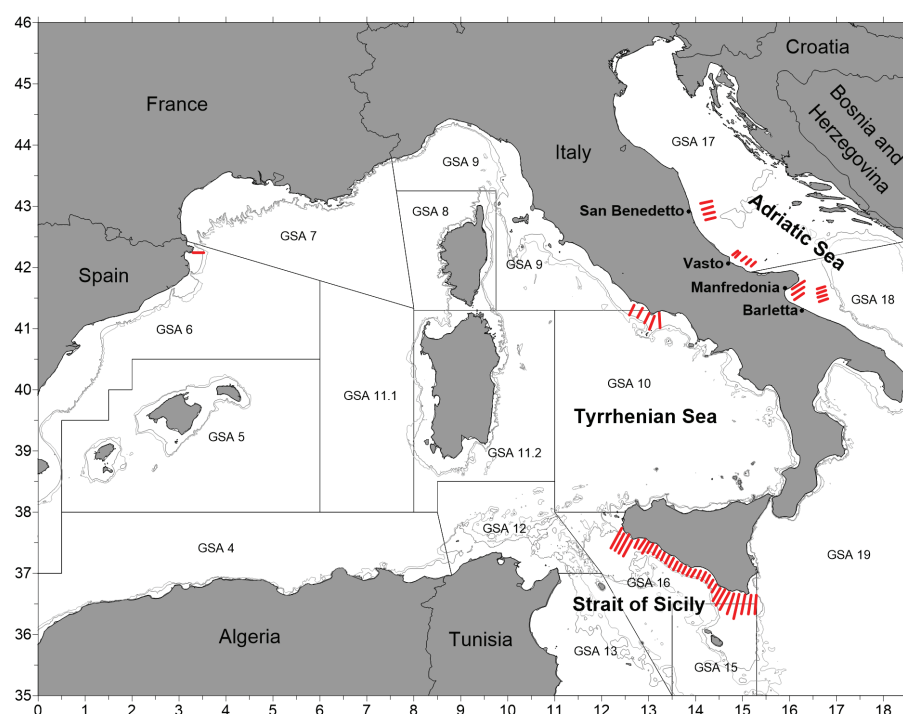 46
45
44
43
42
41
40
39
38
37
36
35
0 1 2 3 4 5 6 7 8 9 10 11 12 13 14 15 16 17 18
Croatia
France
Bosnia and
Herzegovina
GSA 17
Italy
GSA 9
San Benedetto
GSA 8
Adriatic Sea
GSA 7
GSA 9
Vasto
Spain
Manfredonia
GSA 18
Barletta
GSA 6
GSA 10
GSA 11.1
Tyrrhenian Sea
GSA 5
GSA 11.2
GSA 12
GSA 4
GSA 19
GSA 16
Strait of Sicily
Algeria
Tunisia
GSA 13
GSA 15